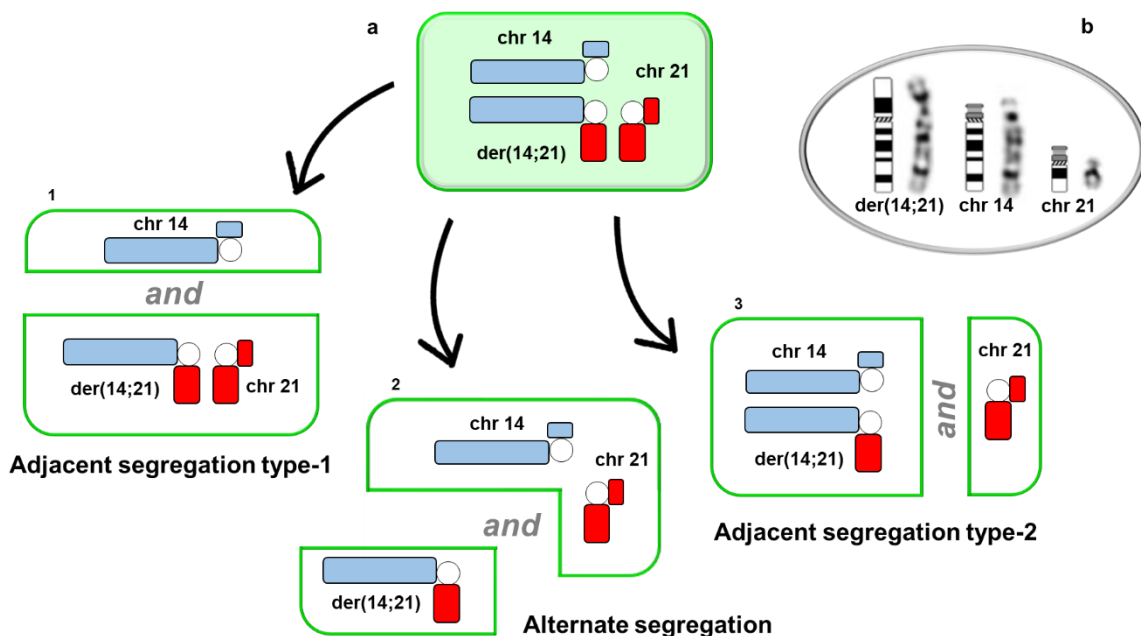 a
chr 14
chr 21
der(14;21)
b
der(14;21) chr 14 chr 21
1
chr 14
and
der(14;21) chr 21
Adjacent segregation type-1
2
chr 14
chr 21
and
der(14;21)
Alternate segregation
3
chr 14
der(14;21)
and
chr 21
Adjacent segregation type-2